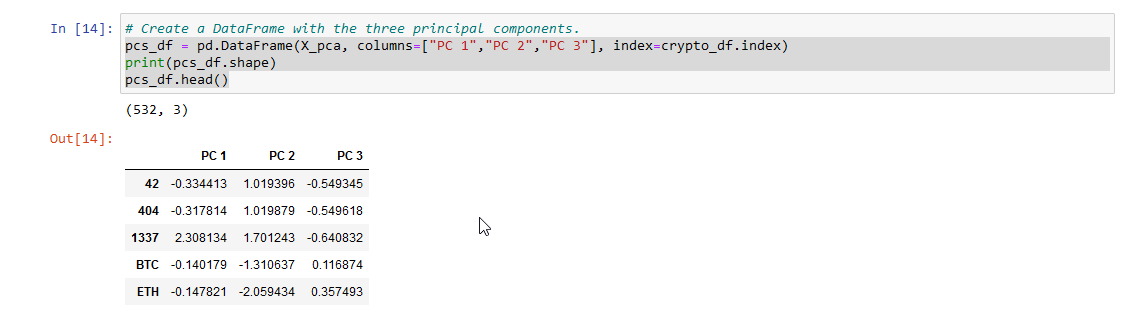 In [14]: # Create a DataFrame with the three principal components.
pcs_df = pd.DataFrame(X_pca, columns=["PC 1","PC 2","PC 3"], index=crypto_df.index)
print(pcs_df.shape)
pcs_df.head()
(532, 3)
Out[14]:
PC 1 PC 2 PC 3
42 -0.334413 1.019396 -0.549345
404 -0.317814 1.019879 -0.549618
1337 2.308134 1.701243 -0.640832
BTC -0.140179 -1.310637 0.116874
ETH -0.147821 -2.059434 0.357493